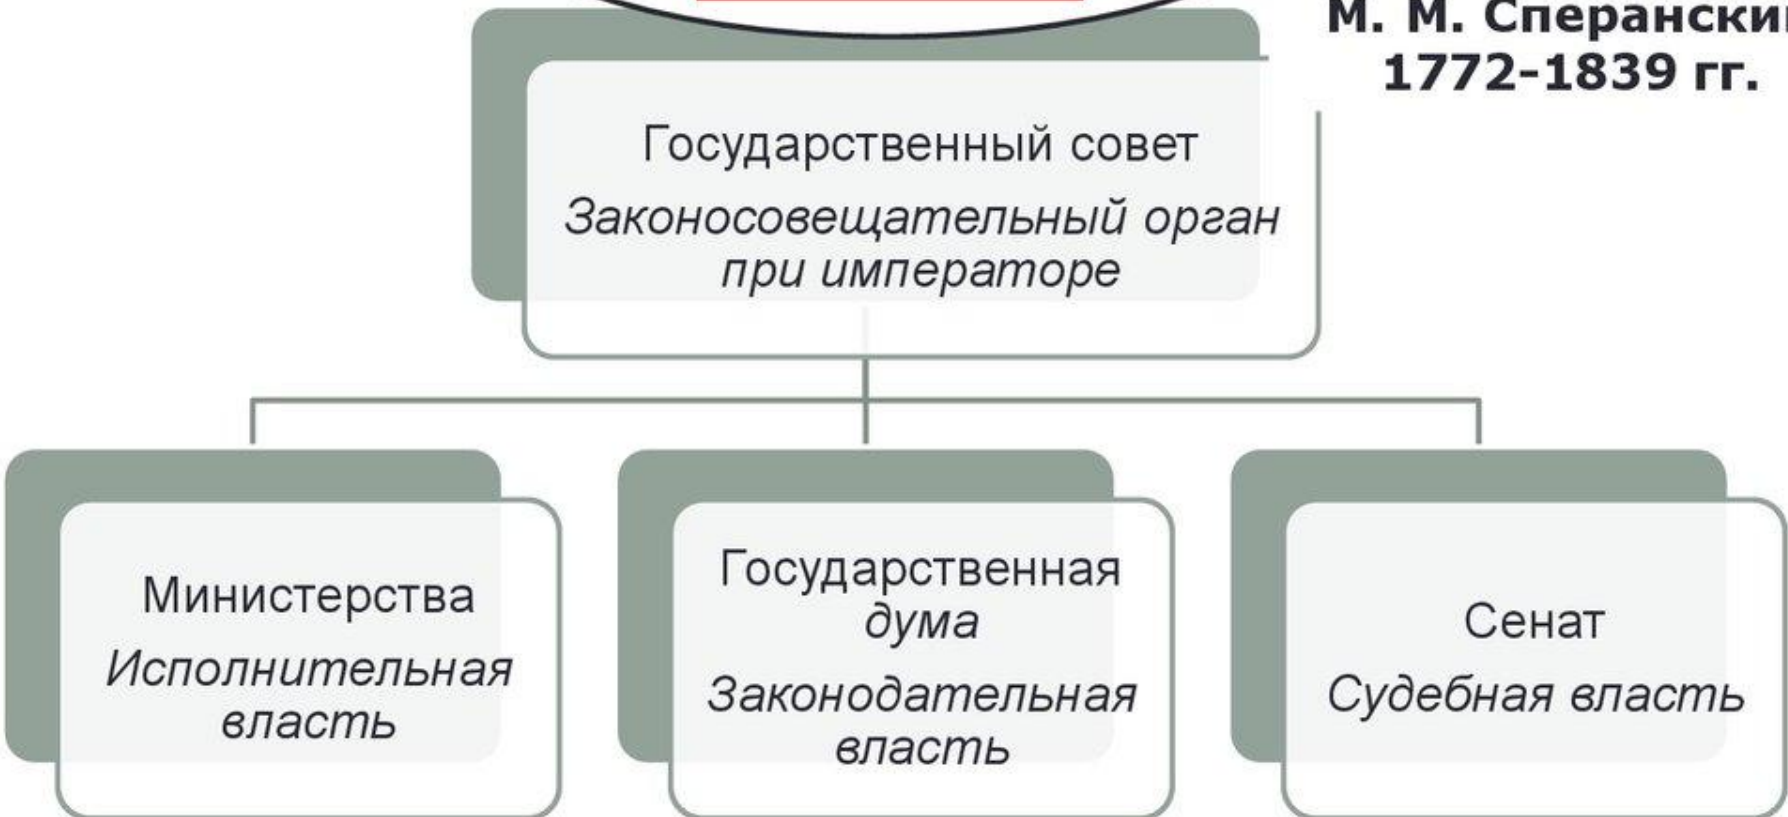 М. М. Сперански
1772-1839 гг.
Государственный совет
Законосовещательный орган
при императоре
Министерства
Исполнительная
власть
Государственная
дума
Законодательная
власть
Сенат
Судебная власть